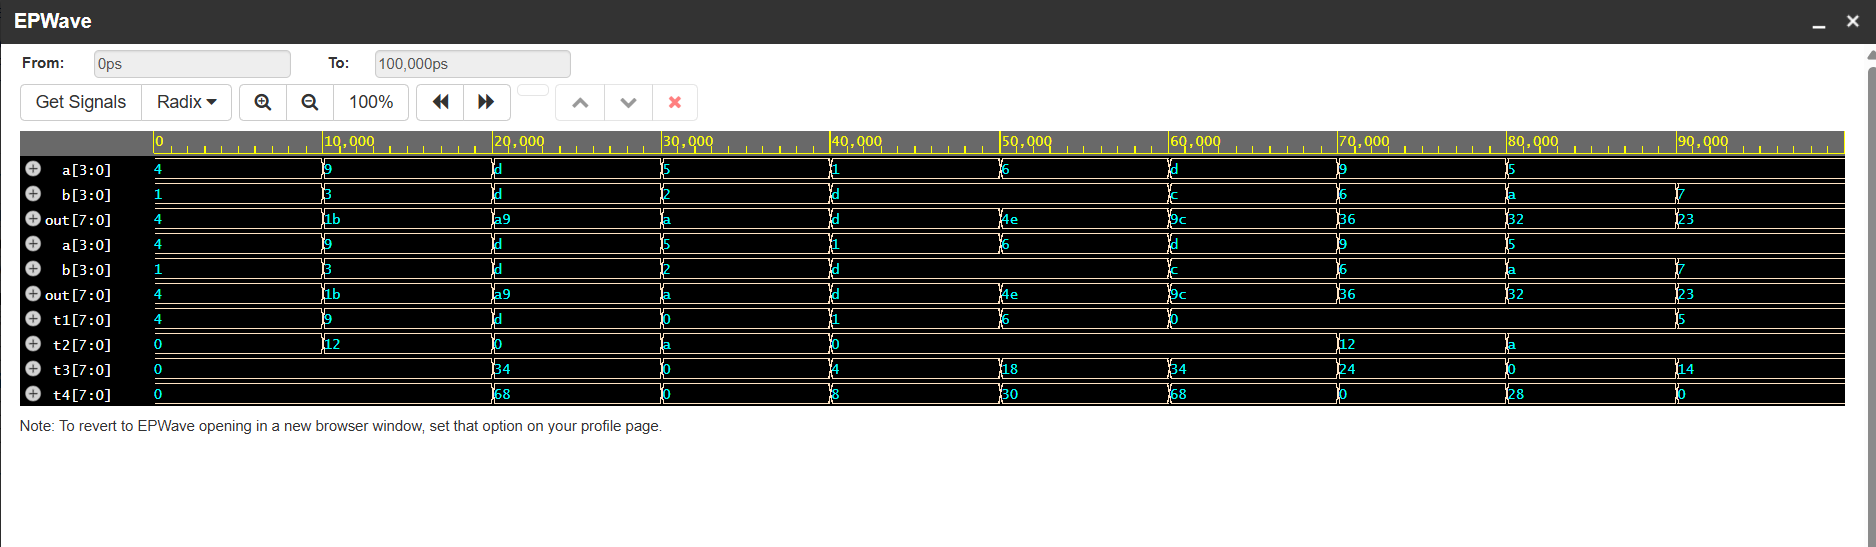 EPWave
From: 0ps To: 100,000ps
Get Signals Radix 100%
0 10,000 20,000 30,000 40,000 50,000 60,000 70,000 80,000 90,000
a[3:0] 4 9 d 5 1 6 d 9 5
b[3:0] 1 3 d 2 d c 6 a 7
out[7:0] 4 1b a9 a d 4e 9c 36 32 23
a[3:0] 4 9 d 5 1 6 d 9 5
b[3:0] 1 3 d 2 d c 6 a 7
out[7:0] 4 1b a9 a d 4e 9c 36 32 23
t1[7:0] 4 9 d 0 1 6 0 5
t2[7:0] 0 12 0 a 0 12 a
t3[7:0] 0 34 0 4 18 34 24 0 14
t4[7:0] 0 68 0 8 30 68 0 28 0
Note: To revert to EPWave opening in a new browser window, set that option on your profile page.